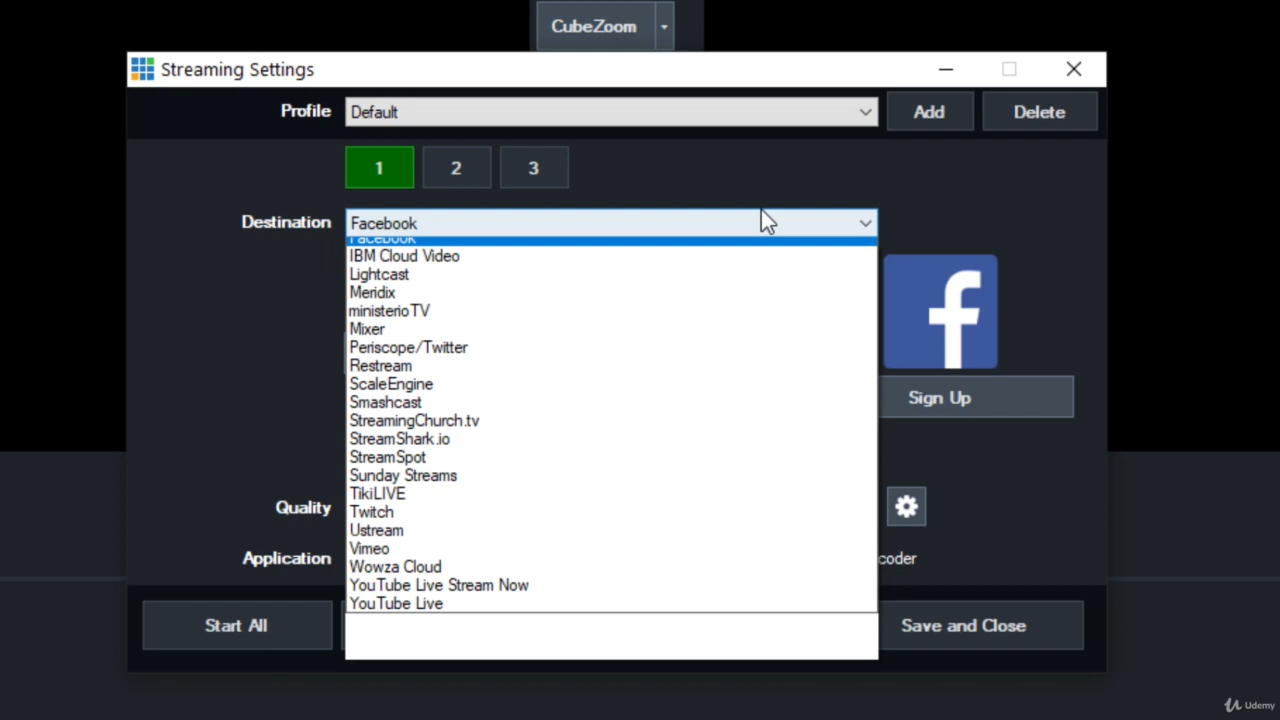 CubeZoom
Streaming Settings
Profile Default Add Delete
1 2 3
Destination Facebook
Facebook
IBM Cloud Video
Lightcast
Meridix
ministerioTV
Mixer
Periscope/Twitter
Restream
ScaleEngine
Sign Up
Smashcast
StreamingChurch.tv
StreamShark.io
StreamSpot
Sunday Streams
TikiLIVE
Quality
Twitch
Ustream
Vimeo
Application coder
Wowza Cloud
YouTube Live Stream Now
YouTube Live
Start All Save and Close
Udemy